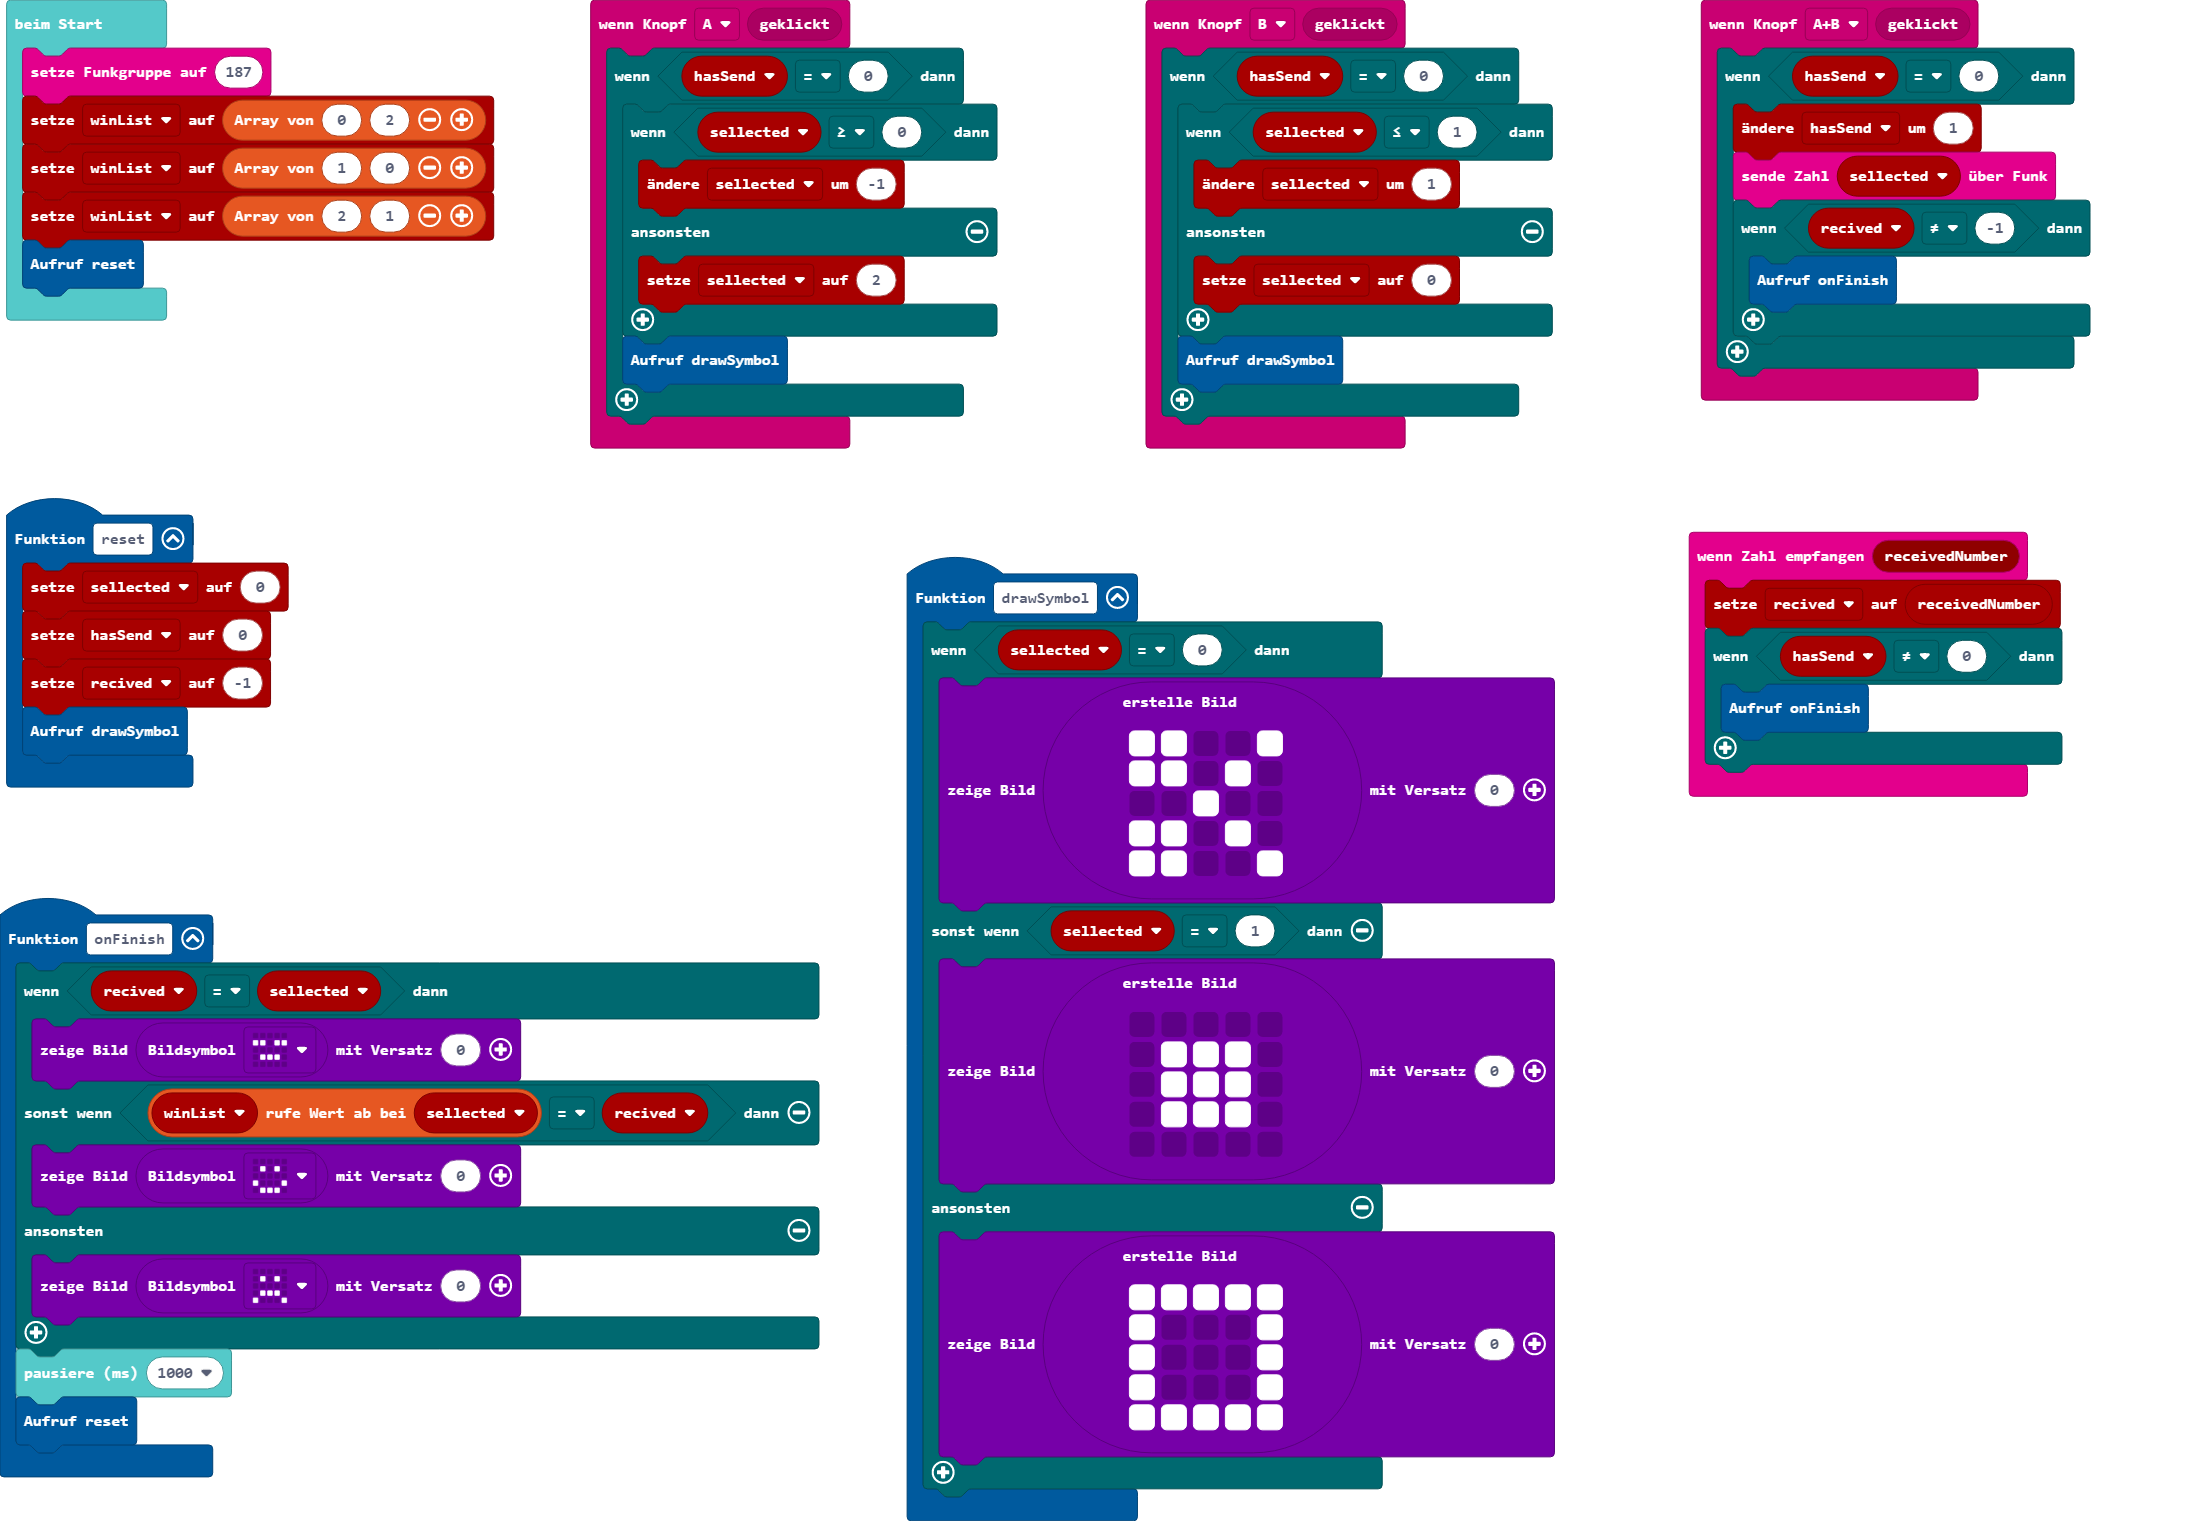 beim Start
setze Funkgruppe auf 187
setze winList auf Array von 0 2
setze winList auf Array von 1 0
setze winList auf Array von 2 1
Aufruf reset
wenn Knopf A geklickt
wenn hasSend = 0 dann
wenn sellected ≥ 0 dann
ändere sellected um -1
ansonsten
setze sellected auf 2
Aufruf drawSymbol
wenn Knopf B geklickt
wenn hasSend = 0 dann
wenn sellected ≤ 1 dann
ändere sellected um 1
ansonsten
setze sellected auf 0
Aufruf drawSymbol
wenn Knopf A+B geklickt
wenn hasSend = 0 dann
ändere hasSend um 1
sende Zahl sellected über Funk
wenn recived ≠ -1 dann
Aufruf onFinish
Funktion reset
setze sellected auf 0
setze hasSend auf 0
setze recived auf -1
Aufruf drawSymbol
Funktion drawSymbol
wenn sellected = 0 dann
erstelle Bild
zeige Bild mit Versatz 0
sonst wenn sellected = 1 dann
erstelle Bild
zeige Bild mit Versatz 0
ansonsten
erstelle Bild
zeige Bild mit Versatz 0
wenn Zahl empfangen receivedNumber
setze recived auf receivedNumber
wenn hasSend ≠ 0 dann
Aufruf onFinish
Funktion onFinish
wenn recived = sellected dann
zeige Bild Bildsymbol mit Versatz 0
sonst wenn winList rufe Wert ab bei sellected = recived dann
zeige Bild Bildsymbol mit Versatz 0
ansonsten
zeige Bild Bildsymbol mit Versatz 0
pausiere (ms) 1000
Aufruf reset